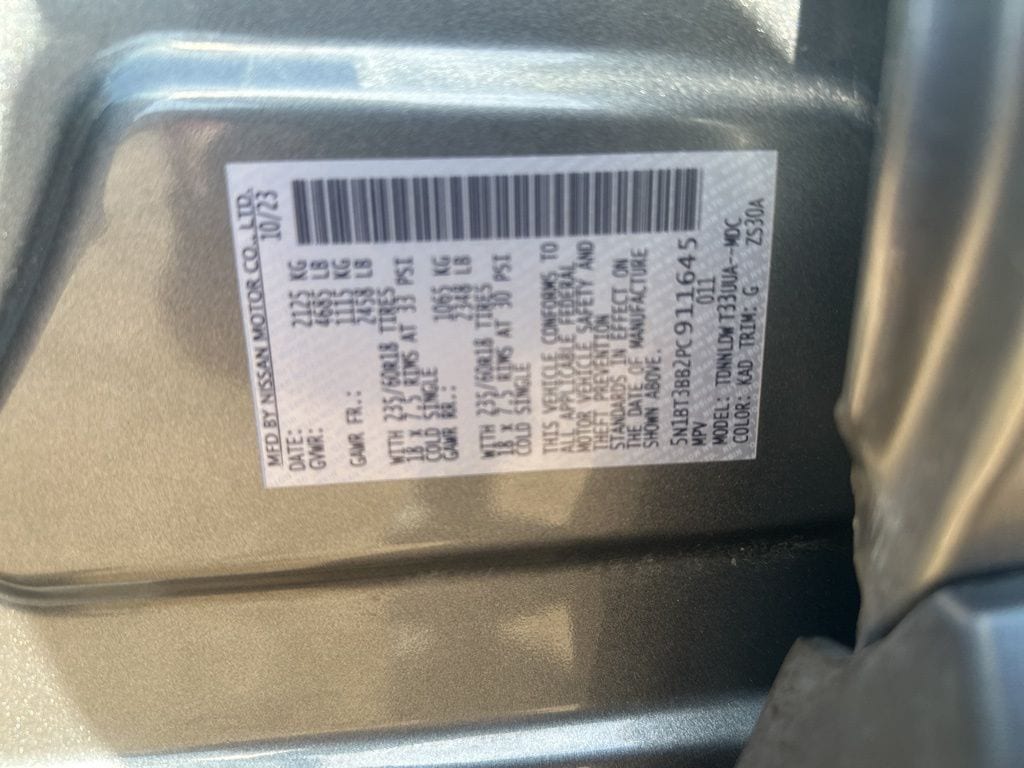 MFD BY NISSAN MOTOR CO., LTD.
DATE: 10/23
GVWR: 2125 KG
4685 LB
GAWR FR.: 1115 KG
2458 LB
WITH 235/60R18 TIRES
18 X 7.5 RIMS AT 33 PSI
COLD SINGLE
GAWR RR.: 1065 KG
2348 LB
WITH 235/60R18 TIRES
18 X 7.5 RIMS AT 30 PSI
COLD SINGLE
THIS VEHICLE CONFORMS TO
ALL APPLICABLE FEDERAL
MOTOR VEHICLE SAFETY AND
THEFT PREVENTION
STANDARDS IN EFFECT ON
THE DATE OF MANUFACTURE
SHOWN ABOVE.
5N1BT3BB2PC911645
MPV 011
MODEL: TDNNLDWT33UUA--MDC
COLOR: KAD TRIM: G ZS30A